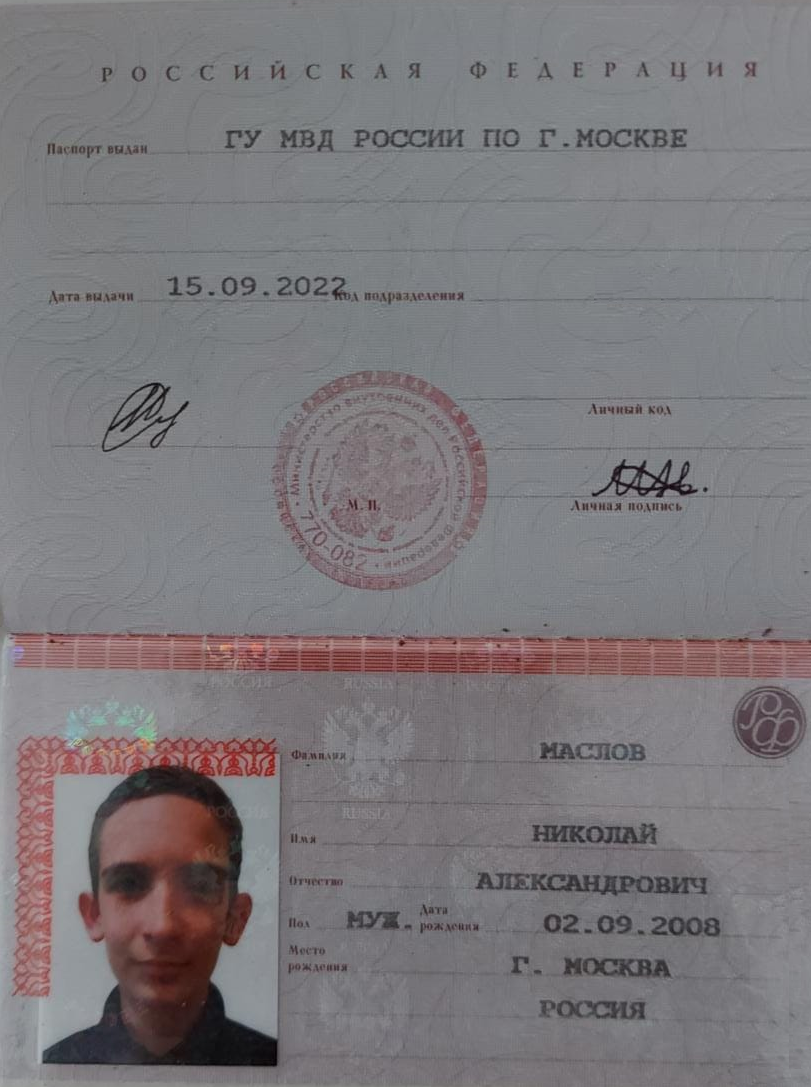 РОССИЙСКАЯ ФЕДЕРАЦИЯ
Паспорт выдан ГУ МВД РОССИИ ПО Г.МОСКВЕ
Дата выдачи 15.09.2022 Код подразделения
Личный код
М. П.
Личная подпись
Министерство внутренних дел Российской Федерации
770-082
РОССИЯ RUSSIA
РФ
Фамилия МАСЛОВ
РОССИЯ RUSSIA
Имя НИКОЛАЙ
Отчество АЛЕКСАНДРОВИЧ
Пол МУЖ. Дата рождения 02.09.2008
Место рождения Г. МОСКВА
РОССИЯ